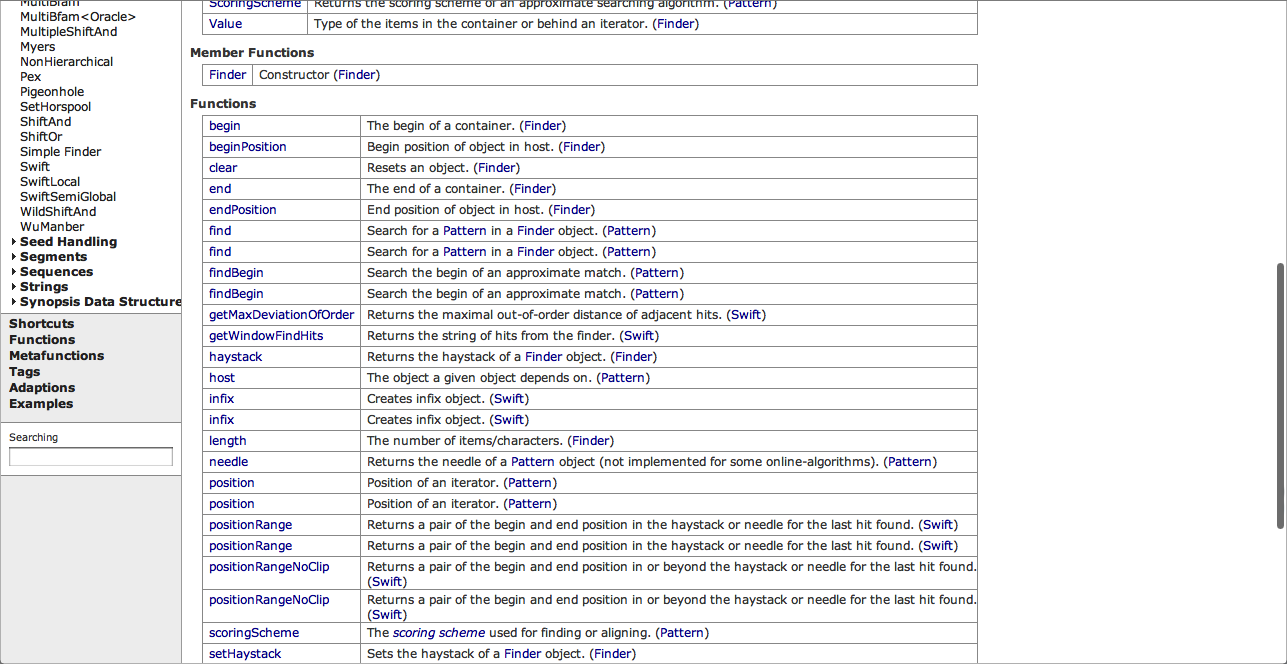 MultiBfam
MultiBfam<Oracle>
MultipleShiftAnd
Myers
NonHierarchical
Pex
Pigeonhole
SetHorspool
ShiftAnd
ShiftOr
Simple Finder
Swift
SwiftLocal
SwiftSemiGlobal
WildShiftAnd
WuManber
Seed Handling
Segments
Sequences
Strings
Synopsis Data Structure
Shortcuts
Functions
Metafunctions
Tags
Adaptions
Examples
Searching
ScoringScheme Returns the scoring scheme of an approximate searching algorithm. (Pattern)
Value Type of the items in the container or behind an iterator. (Finder)
Member Functions
Finder Constructor (Finder)
Functions
begin The begin of a container. (Finder)
beginPosition Begin position of object in host. (Finder)
clear Resets an object. (Finder)
end The end of a container. (Finder)
endPosition End position of object in host. (Finder)
find Search for a Pattern in a Finder object. (Pattern)
find Search for a Pattern in a Finder object. (Pattern)
findBegin Search the begin of an approximate match. (Pattern)
findBegin Search the begin of an approximate match. (Pattern)
getMaxDeviationOfOrder Returns the maximal out-of-order distance of adjacent hits. (Swift)
getWindowFindHits Returns the string of hits from the finder. (Swift)
haystack Returns the haystack of a Finder object. (Finder)
host The object a given object depends on. (Pattern)
infix Creates infix object. (Swift)
infix Creates infix object. (Swift)
length The number of items/characters. (Finder)
needle Returns the needle of a Pattern object (not implemented for some online-algorithms). (Pattern)
position Position of an iterator. (Pattern)
position Position of an iterator. (Pattern)
positionRange Returns a pair of the begin and end position in the haystack or needle for the last hit found. (Swift)
positionRange Returns a pair of the begin and end position in the haystack or needle for the last hit found. (Swift)
positionRangeNoClip Returns a pair of the begin and end position in or beyond the haystack or needle for the last hit found.
(Swift)
positionRangeNoClip Returns a pair of the begin and end position in or beyond the haystack or needle for the last hit found.
(Swift)
scoringScheme The scoring scheme used for finding or aligning. (Pattern)
setHaystack Sets the haystack of a Finder object. (Finder)